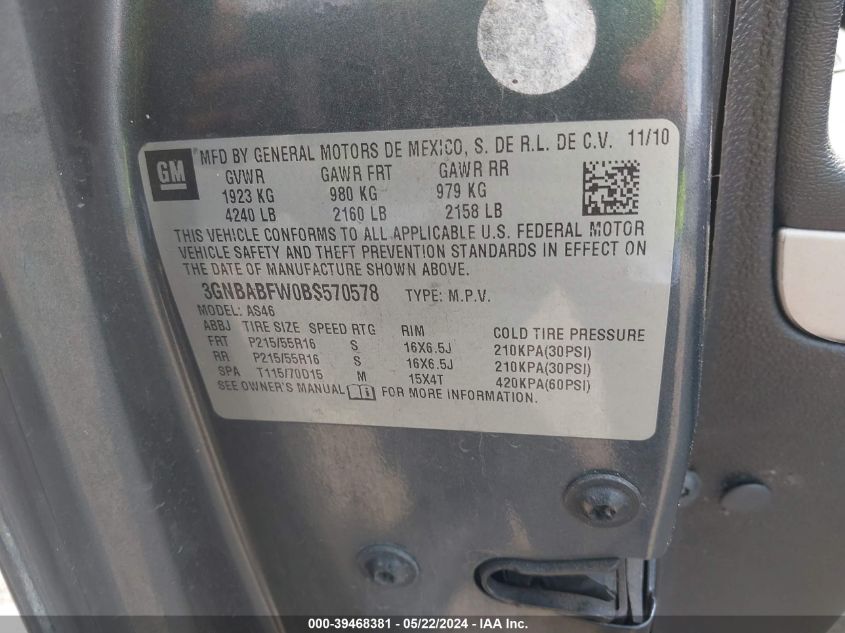 GM
MFD BY GENERAL MOTORS DE MEXICO, S. DE R.L. DE C.V. 11/10
GVWR GAWR FRT GAWR RR
1923 KG 980 KG 979 KG
4240 LB 2160 LB 2158 LB
THIS VEHICLE CONFORMS TO ALL APPLICABLE U.S. FEDERAL MOTOR
VEHICLE SAFETY AND THEFT PREVENTION STANDARDS IN EFFECT ON
THE DATE OF MANUFACTURE SHOWN ABOVE.
3GNBABFW0BS570578 TYPE: M.P.V.
MODEL: AS46
ABBJ TIRE SIZE SPEED RTG RIM COLD TIRE PRESSURE
FRT P215/55R16 S 16X6.5J 210KPA(30PSI)
RR P215/55R16 S 16X6.5J 210KPA(30PSI)
SPA T115/70D15 M 15X4T 420KPA(60PSI)
SEE OWNER'S MANUAL FOR MORE INFORMATION.
000-39468381 - 05/22/2024 - www.iaai.com